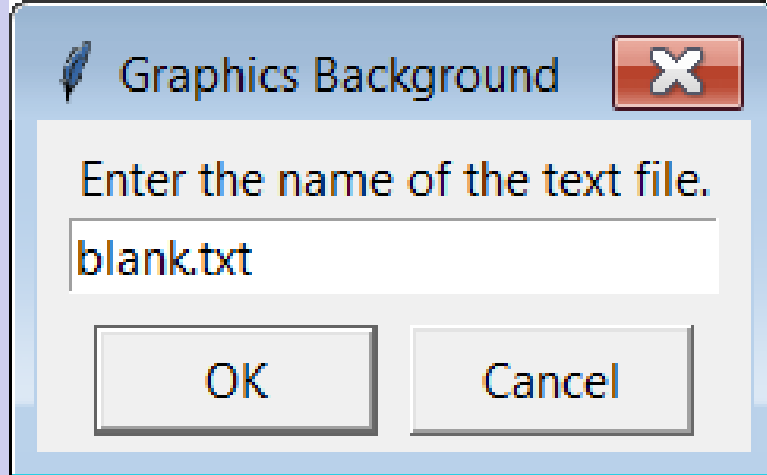 Graphics Background
Enter the name of the text file.
blank.txt
OK Cancel